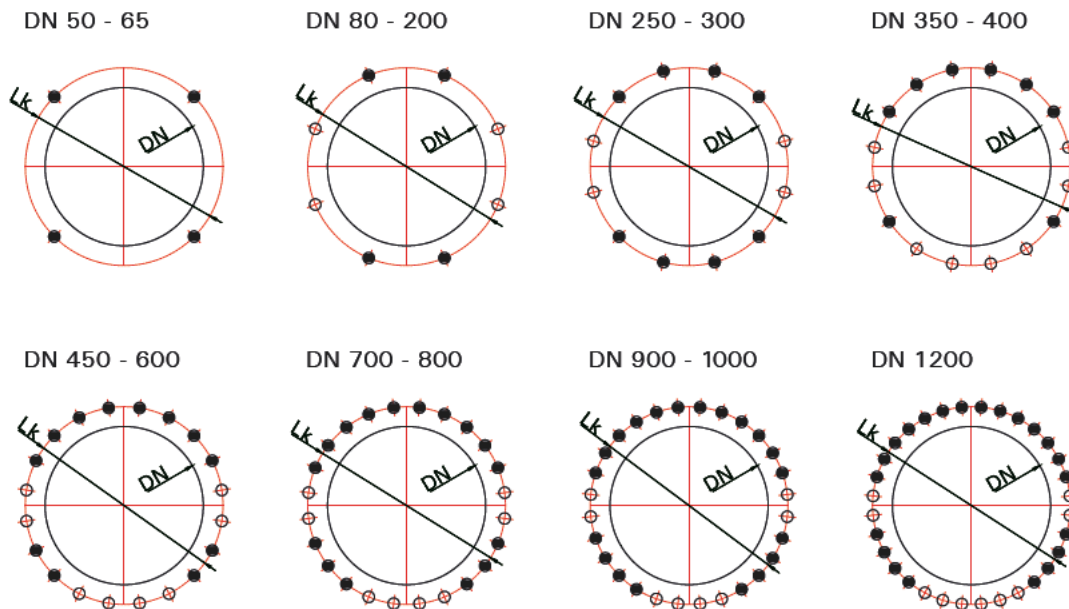 DN 50 - 65
DN 80 - 200
DN 250 - 300
DN 350 - 400
Lk
DN
Lk
DN
Lk
DN
Lk
DN
DN 450 - 600
DN 700 - 800
DN 900 - 1000
DN 1200
Lk
DN
Lk
DN
Lk
DN
Lk
DN